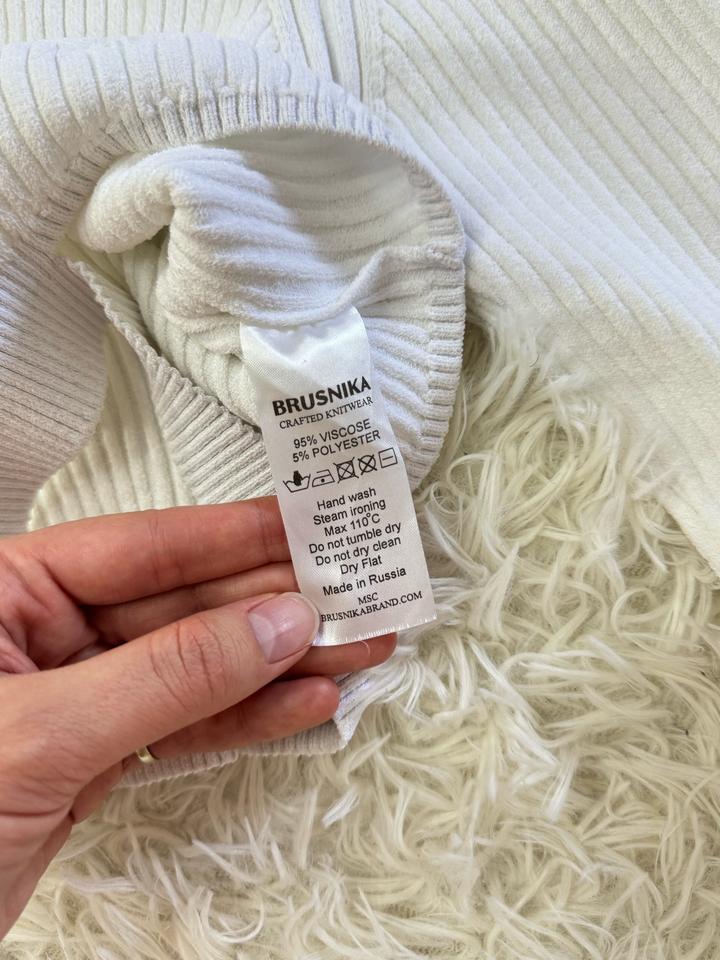 BRUSNIKA
CRAFTED KNITWEAR
95% VISCOSE
5% POLYESTER
Hand wash
Steam ironing
Max 110°C
Do not tumble dry
Do not dry clean
Dry Flat
Made in Russia
MSC
BRUSNIKABRAND.COM